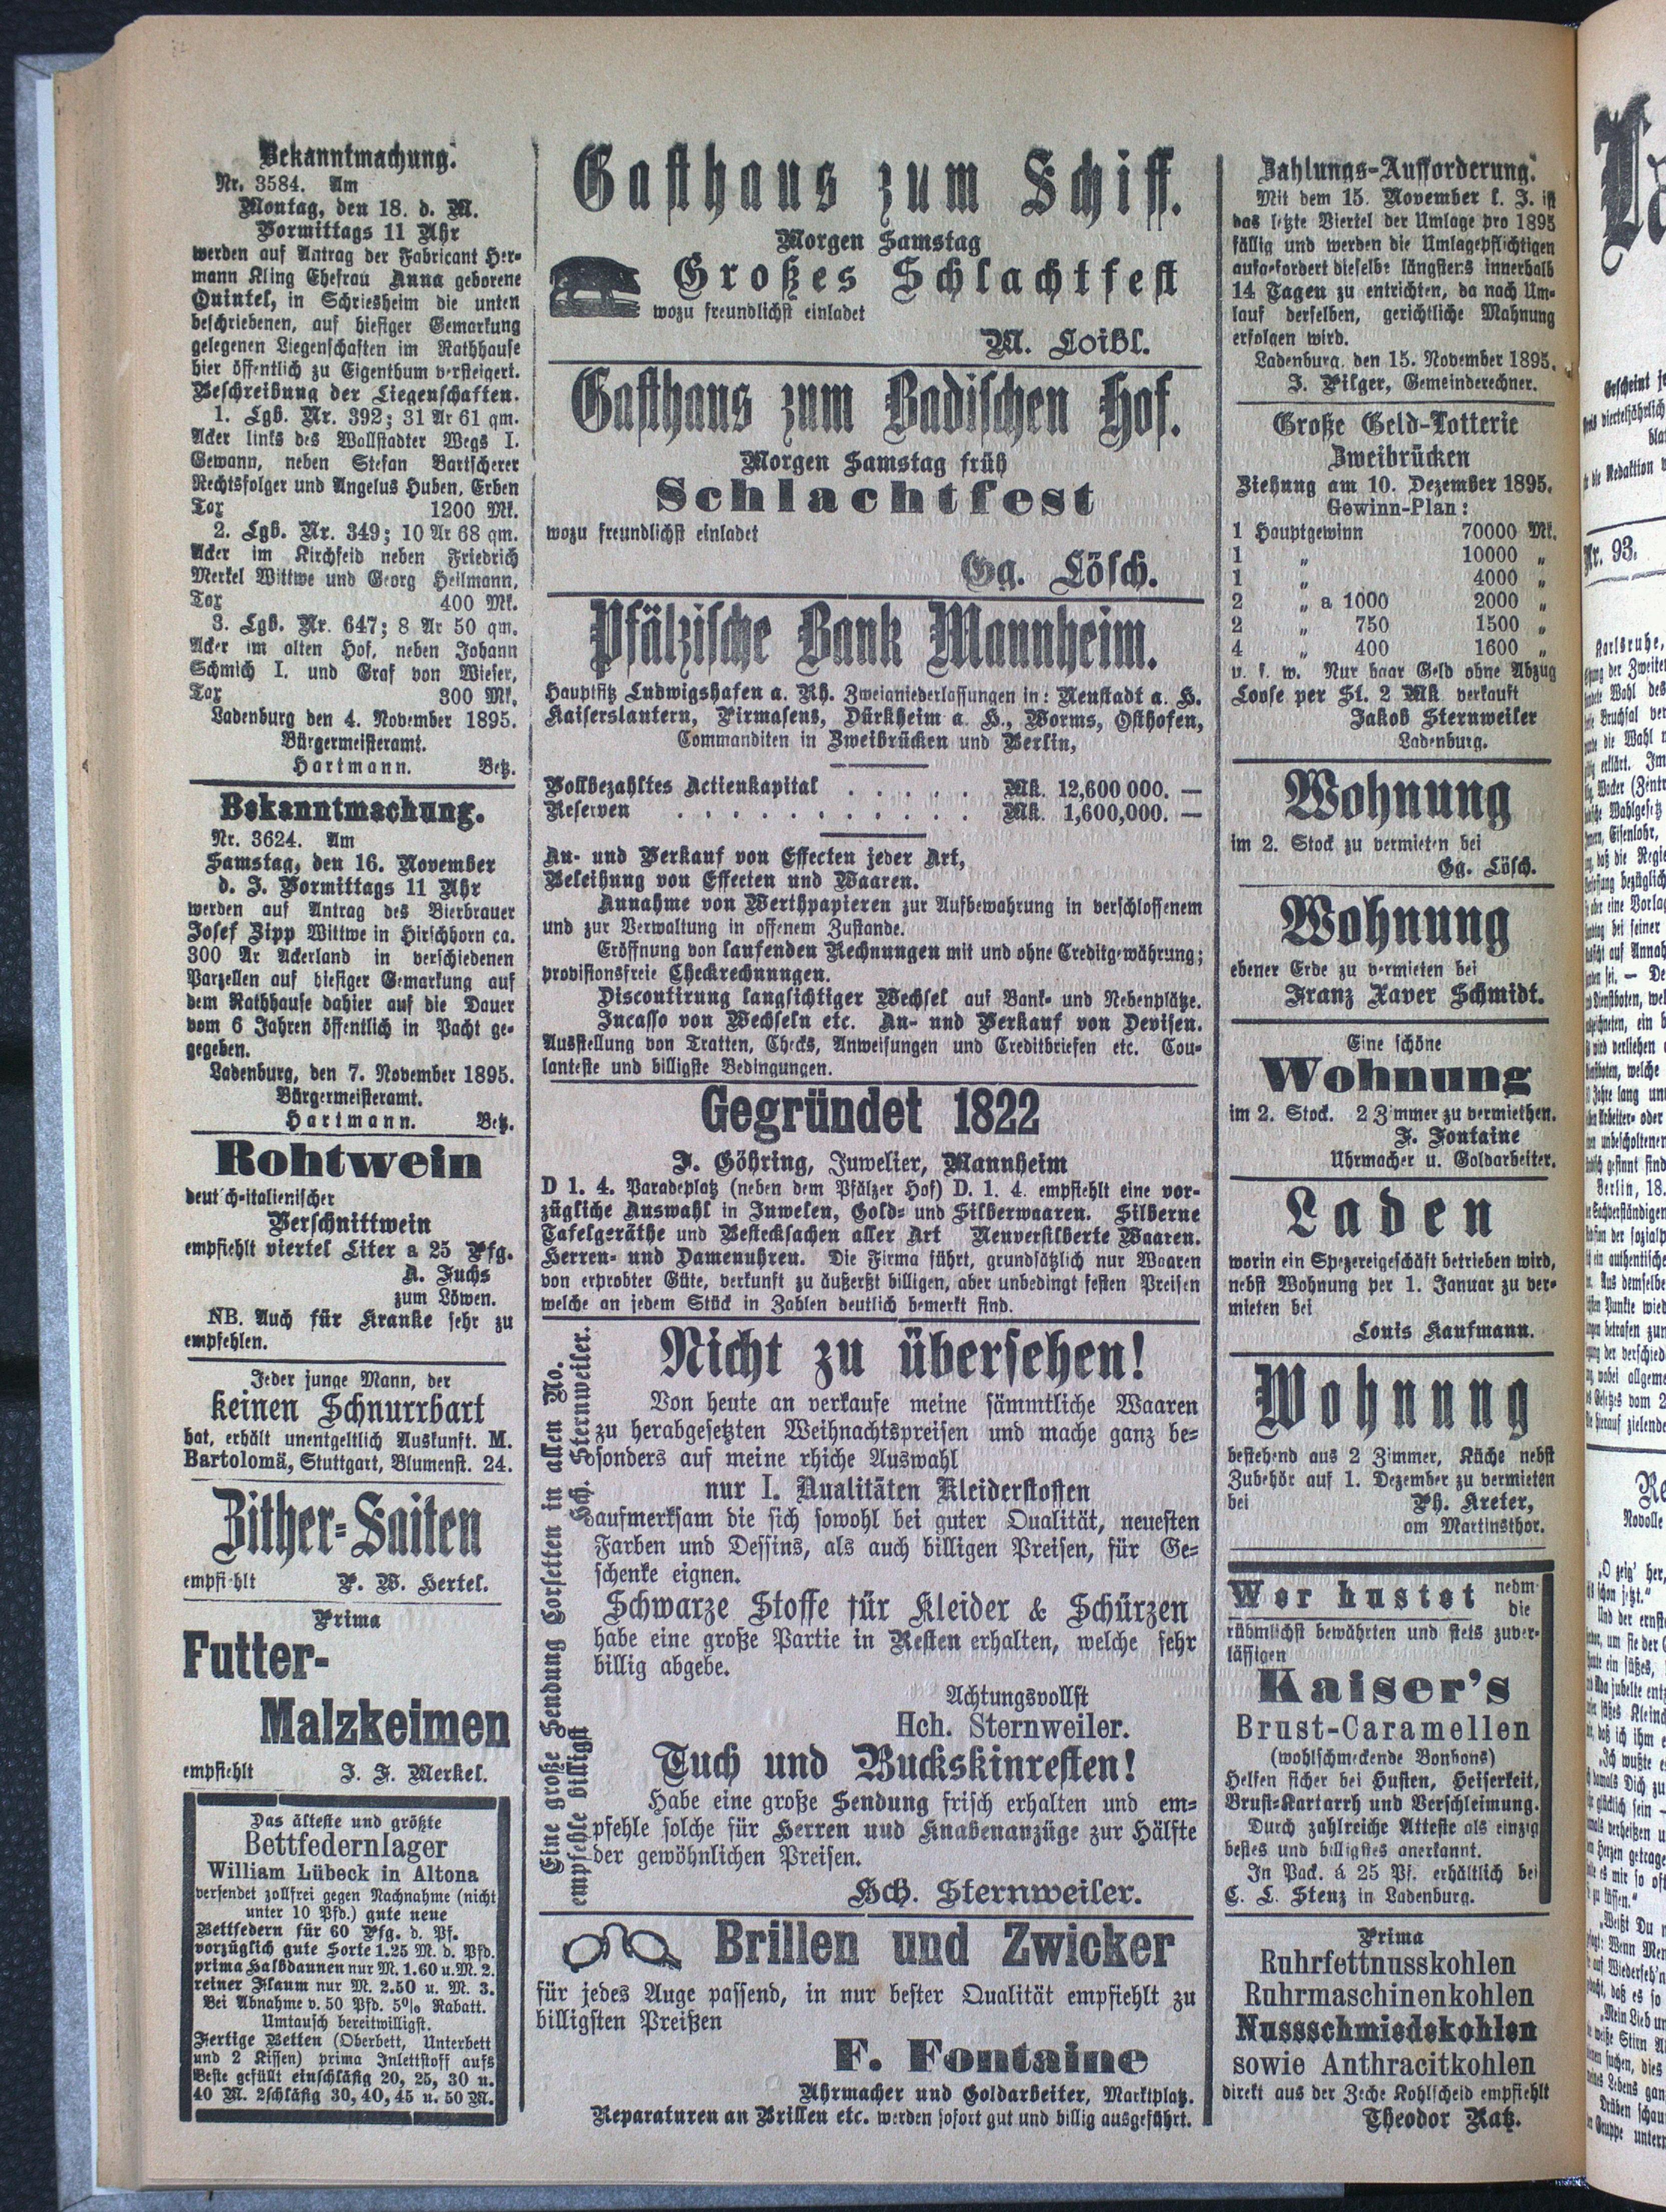 Bekanntmachung.
Nr. 3584. Am
Montag, den 18. d. M.
Vormittags 11 Uhr
werden auf Antrag der Fabricant Her-
mann Kling Ehefrau Anna geborene
Quintel, in Schriesheim die unten
beschriebenen, auf hiesiger Gemarkung
gelegenen Liegenschaften im Rathhause
hier öffentlich zu Eigenthum versteigert.
Beschreibung der Liegenschaften.
1. Lgb. Nr. 392; 31 Ar 61 qm.
Acker links des Wallstadter Wegs I.
Gewann, neben Stefan Bartscherer
Rechtsfolger und Angelus Huben, Erben
Tax 1200 Mk.
2. Lgb. Nr. 349; 10 Ar 68 qm.
Acker im Kirchfeid neben Friedrich
Merkel Wittwe und Georg Heilmann,
Tax 400 Mk.
3. Lgb. Nr. 647; 8 Ar 50 qm.
Acker im alten Hof, neben Johann
Schmich I. und Graf von Wieser,
Tax 300 Mk.
Ladenburg den 4. November 1895.
Bürgermeisteramt.
Hartmann. Betz.
Bekanntmachung.
Nr. 3624. Am
Samstag, den 16. November
d. J. Vormittags 11 Uhr
werden auf Antrag des Bierbrauer
Josef Zipp Wittwe in Hirschhorn ca.
300 Ar Ackerland in verschiedenen
Parzellen auf hiesiger Gemarkung auf
dem Rathhause dahier auf die Dauer
vom 6 Jahren öffentlich in Pacht ge-
gegeben.
Ladenburg, den 7. November 1895.
Bürgermeisteramt.
Hartmann. Betz.
Rohtwein
deutsch-italienischer
Verschnittwein
empfiehlt viertel Liter a 25 Pfg.
A. Fuchs
zum Löwen.
NB. Auch für Kranke sehr zu
empfehlen.
Jeder junge Mann, der
keinen Schnurrbart
hat, erhält unentgeltlich Auskunft. M.
Bartolomä, Stuttgart, Blumenst. 24.
Zither-Saiten
empfiehlt P. W. Hertel.
Prima
Futter-
Malzkeimen
empfiehlt J. F. Merkel.
Das älteste und größte
Bettfedernlager
William Lübeck in Altona
versendet zollfrei gegen Nachnahme (nicht
unter 10 Pfd.) gute neue
Bettfedern für 60 Pfg. d. Pf.
vorzüglich gute Sorte 1.25 M. d. Pfd.
prima Halbdaunen nur M. 1.60 u. M. 2.
reiner Flaum nur M. 2.50 u. M. 3.
Bei Abnahme v. 50 Pfd. 5% Rabatt.
Umtausch bereitwilligst.
Fertige Betten (Oberbett, Unterbett
und 2 Kissen) prima Inlettstoff aufs
Beste gefüllt einschläfig 20, 25, 30 u.
40 M. 2schläfig 30, 40, 45 u. 50 M.
Gasthaus zum Schiff.
Morgen Samstag
Großes Schlachtfest
wozu freundlichst einladet
M. Loibl.
Gasthaus zum Badischen Hof.
Morgen Samstag früh
Schlachtfest
wozu freundlichst einladet
Gg. Lösch.
Pfälzische Bank Mannheim.
Hauptsitz Ludwigshafen a. Rh. Zweigniederlassungen in: Neustadt a. H.
Kaiserslautern, Pirmasens, Dürkheim a. H., Worms, Osthofen,
Commanditen in Zweibrücken und Berlin,
Vollbezahltes Actienkapital . . . . . Mk. 12,600 000. —
Reserven . . . . . . . . . . . Mk. 1,600,000. —
An- und Verkauf von Effecten jeder Art,
Beleihung von Effecten und Waaren.
Annahme von Werthpapieren zur Aufbewahrung in verschlossenem
und zur Verwaltung in offenem Zustande.
Eröffnung von laufenden Rechnungen mit und ohne Creditgewährung;
provisionsfreie Checkrechnungen.
Discontirung langsichtiger Wechsel auf Bank- und Nebenplätze.
Incasso von Wechseln etc. An- und Verkauf von Devisen.
Ausstellung von Tratten, Checks, Anweisungen und Creditbriefen etc. Cou-
lanteste und billigste Bedingungen.
Gegründet 1822
J. Göhring, Juwelier, Mannheim
D 1. 4. Paradeplatz (neben dem Pfälzer Hof) D. 1. 4. empfiehlt eine vor-
zügliche Auswahl in Juwelen, Gold- und Silberwaaren. Silberne
Tafelgeräthe und Bestecksachen aller Art Neuversilberte Waaren.
Herren- und Damenuhren. Die Firma führt, grundsätzlich nur Waaren
von erprobter Güte, verkunft zu äußerßt billigen, aber unbedingt festen Preisen
welche an jedem Stück in Zahlen deutlich bemerkt sind.
Eine große Sendung Corsetten in allen No.
empfehle billigst Hch. Sternweiler.
Nicht zu übersehen!
Von heute an verkaufe meine sämmtliche Waaren
zu herabgesetzten Weihnachtspreisen und mache ganz be-
sonders auf meine rhiche Auswahl
nur I. Qualitäten Kleiderstoffen
aufmerksam die sich sowohl bei guter Qualität, neuesten
Farben und Dessins, als auch billigen Preisen, für Ge-
schenke eignen.
Schwarze Stoffe für Kleider & Schürzen
habe eine große Partie in Resten erhalten, welche sehr
billig abgebe.
Achtungsvollst
Hch. Sternweiler.
Tuch und Buckskinresten!
Habe eine große Sendung frisch erhalten und em-
pfehle solche für Herren und Knabenanzüge zur Hälfte
der gewöhnlichen Preisen.
Hch. Sternweiler.
Brillen und Zwicker
für jedes Auge passend, in nur bester Qualität empfiehlt zu
billigsten Preißen
F. Fontaine
Uhrmacher und Goldarbeiter, Marktplatz.
Reparaturen an Brillen etc. werden sofort gut und billig ausgeführt.
Zahlungs-Aufforderung.
Mit dem 15. November l. J. ist
das letzte Viertel der Umlage pro 1895
fällig und werden die Umlagepflichtigen
aufgefordert dieselbe längstens innerhalb
14 Tagen zu entrichten, da nach Um-
lauf derselben, gerichtliche Mahnung
erfolgen wird.
Ladenburg, den 15. November 1895.
J. Pilger, Gemeinderechner.
Große Geld-Lotterie
Zweibrücken
Ziehung am 10. Dezember 1895.
Gewinn-Plan:
1 Hauptgewinn 70000 Mk.
1 „ 10000 „
1 „ 4000 „
2 „ a 1000 2000 „
2 „ 750 1500 „
4 „ 400 1600 „
u. s. w. Nur baar Geld ohne Abzug
Loose per St. 2 Mk verkauft
Jakob Sternweiler
Ladenburg.
Wohnung
im 2. Stock zu vermieten bei
Gg. Lösch.
Wohnung
ebener Erde zu vermieten bei
Franz Xaver Schmidt.
Eine schöne
Wohnung
im 2. Stock. 2 Zimmer zu vermiethen.
F. Fontaine
Uhrmacher u. Goldarbeiter.
Laden
worin ein Spezereigeschäft betrieben wird,
nebst Wohnung per 1. Januar zu ver-
mieten bei
Louis Kaufmann.
Wohnung
bestehend aus 2 Zimmer, Küche nebst
Zubehör auf 1. Dezember zu vermieten
bei Ph. Kreter,
am Martinsthor.
Wer hustet nehm
die
rühmlichst bewährten und stets zuver-
lässigen
Kaiser's
Brust-Caramellen
(wohlschmeckende Bonbons)
Helfen sicher bei Husten, Heiserkeit,
Brust-Kartarrh und Verschleimung.
Durch zahlreiche Atteste als einzig
bestes und billigstes anerkannt.
In Pack. á 25 Pf. erhältlich bei
C. L. Stenz in Ladenburg.
Prima
Ruhrfettnusskohlen
Ruhrmaschinenkohlen
Nussschmiedekohlen
sowie Anthracitkohlen
direkt aus der Zeche Kohlscheid empfiehlt
Theodor Katz.
Nr. 93.